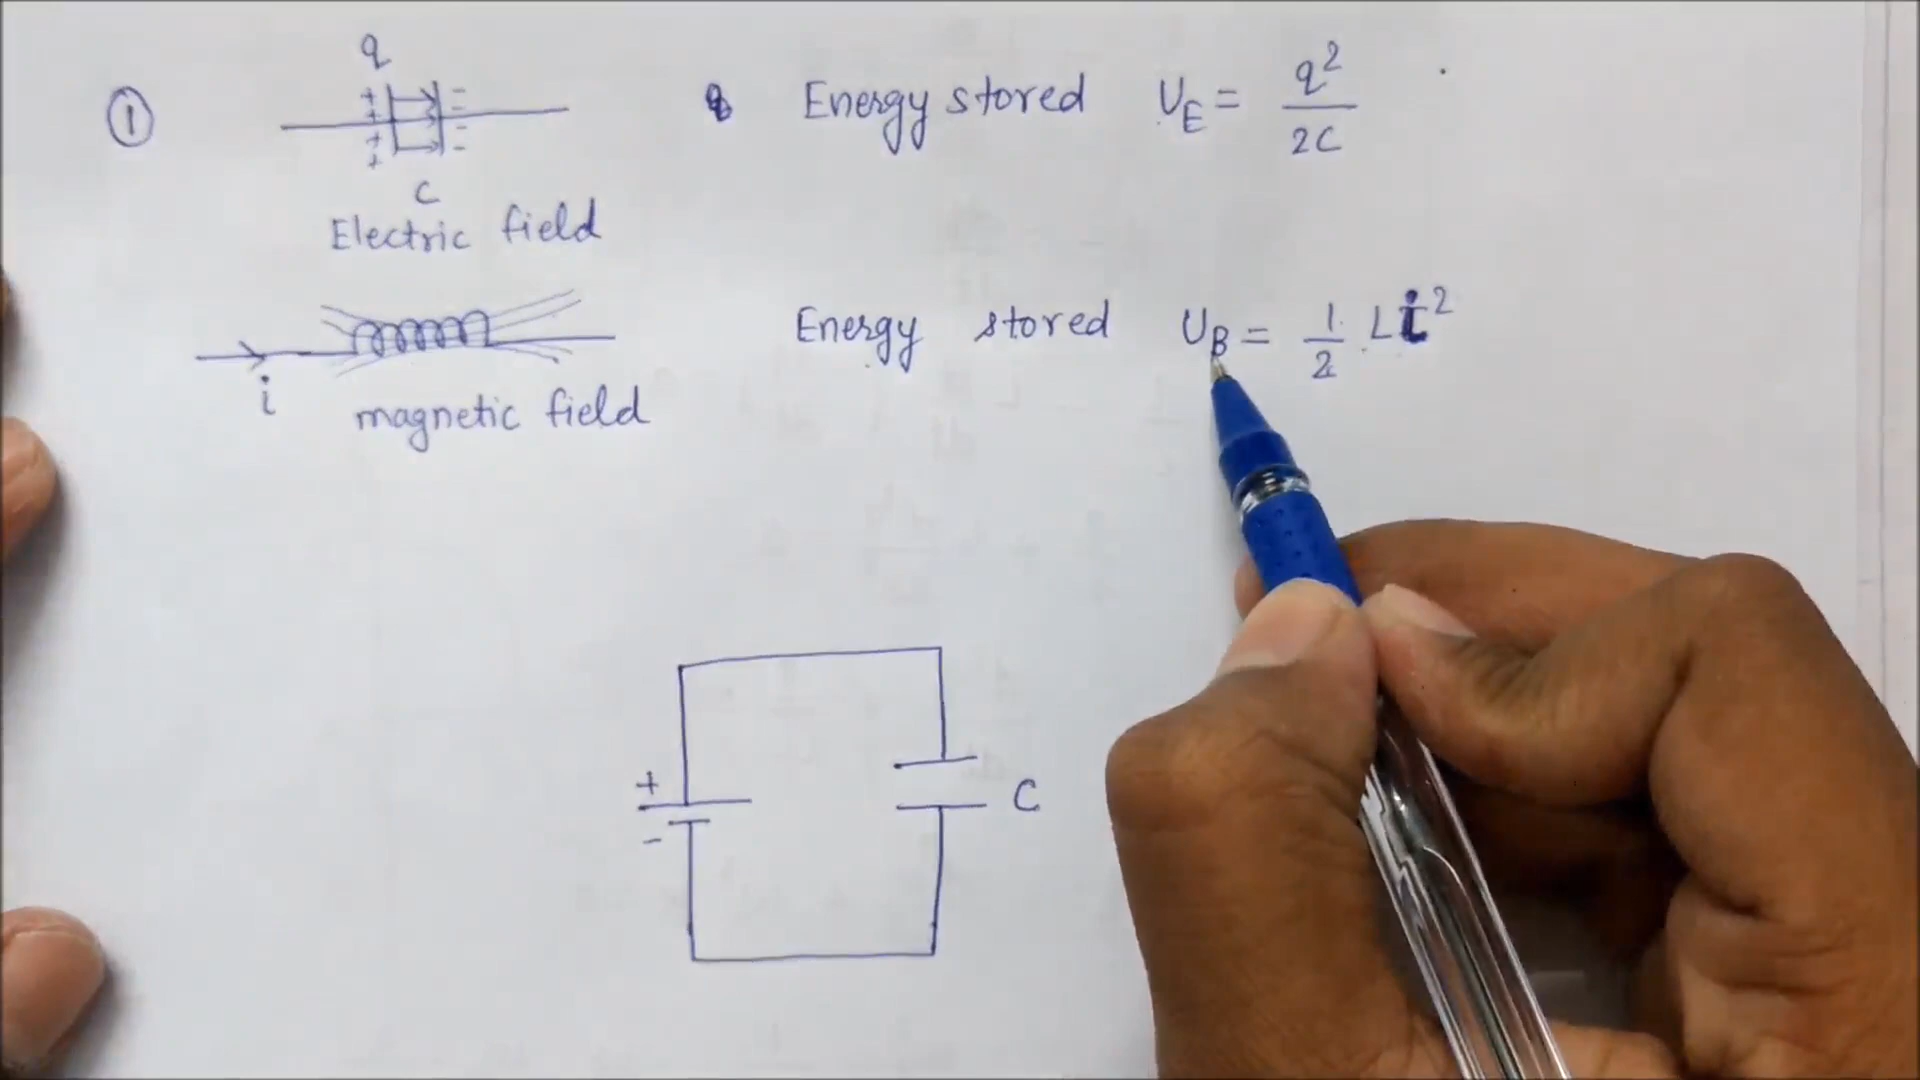 q
① + + + + - - Energy stored U_E = q²/2C
C
Electric field
Energy stored U_B = 1/2 Li²
i
magnetic field
+
- C